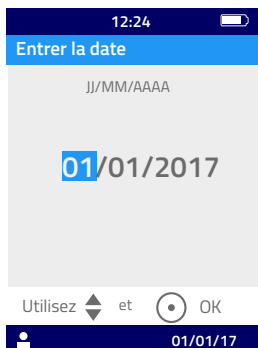 12:24
Entrer la date
JJ/MM/AAAA
01/01/2017
Utilisez et OK
01/01/17